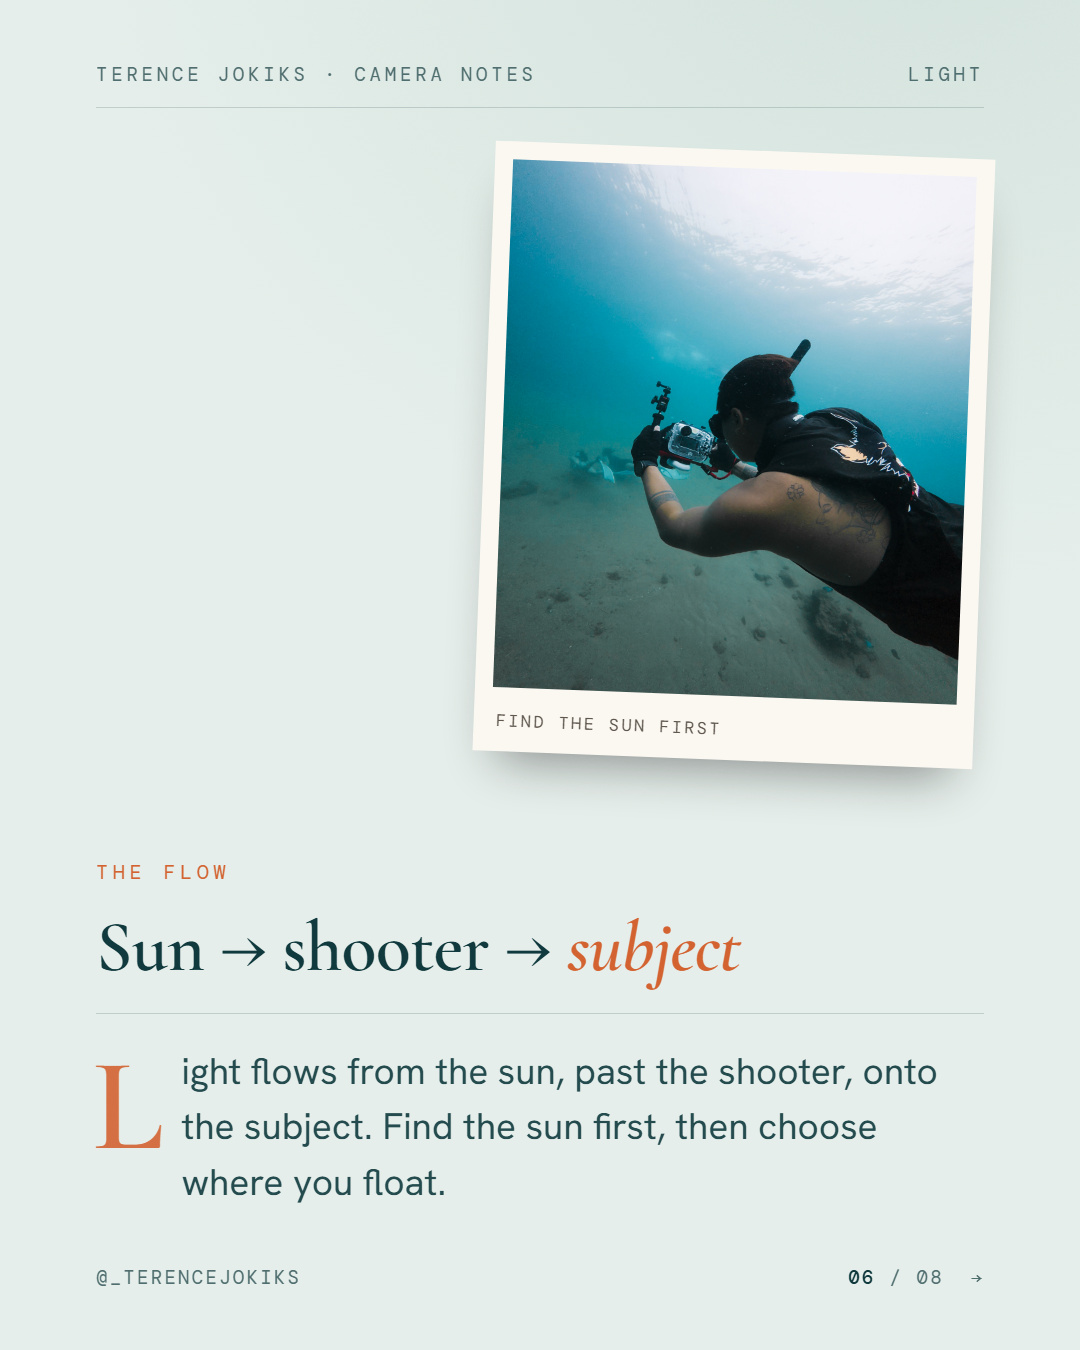 TERENCE JOKIKS · CAMERA NOTES
LIGHT
FIND THE SUN FIRST
THE FLOW
Sun → shooter → subject
Light flows from the sun, past the shooter, onto
the subject. Find the sun first, then choose
where you float.
@_TERENCEJOKIKS
06 / 08 →